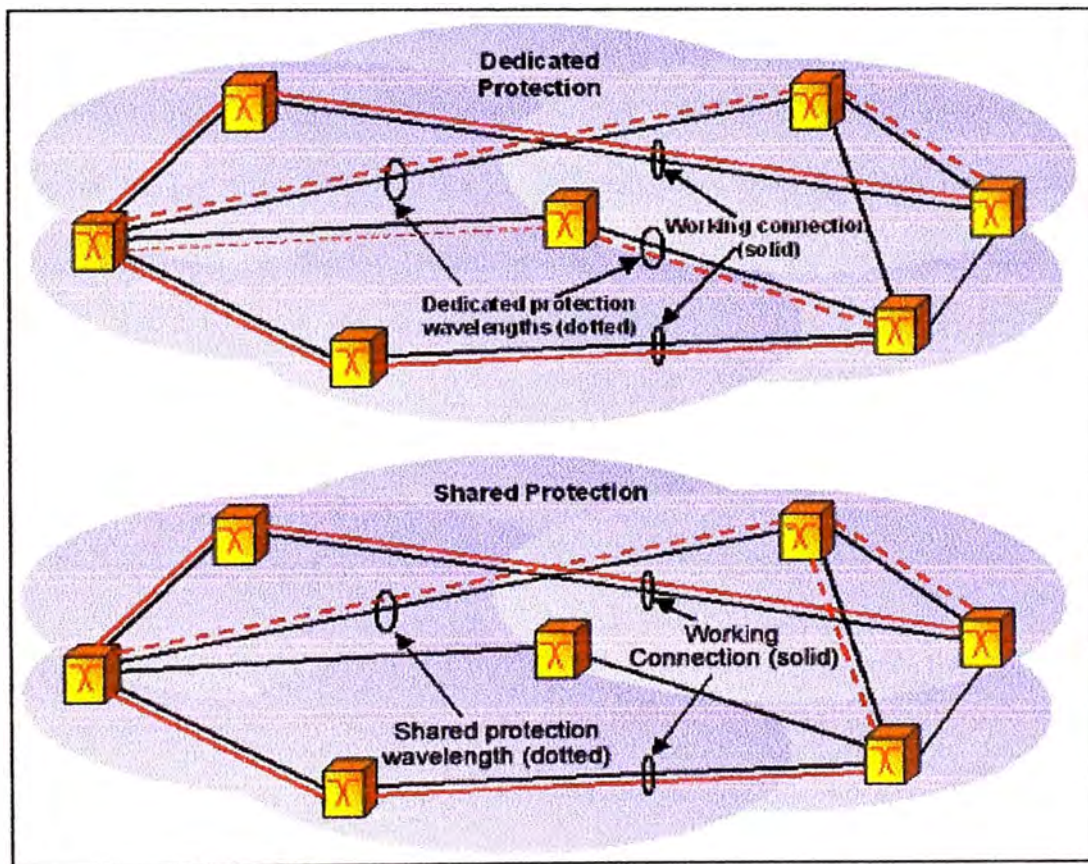 Dedicated
Protection
Working connection
(solid)
Dedicated protection
wavelengths (dotted)
Shared Protection
Working
Connection (solid)
Shared protection
wavelength (dotted)